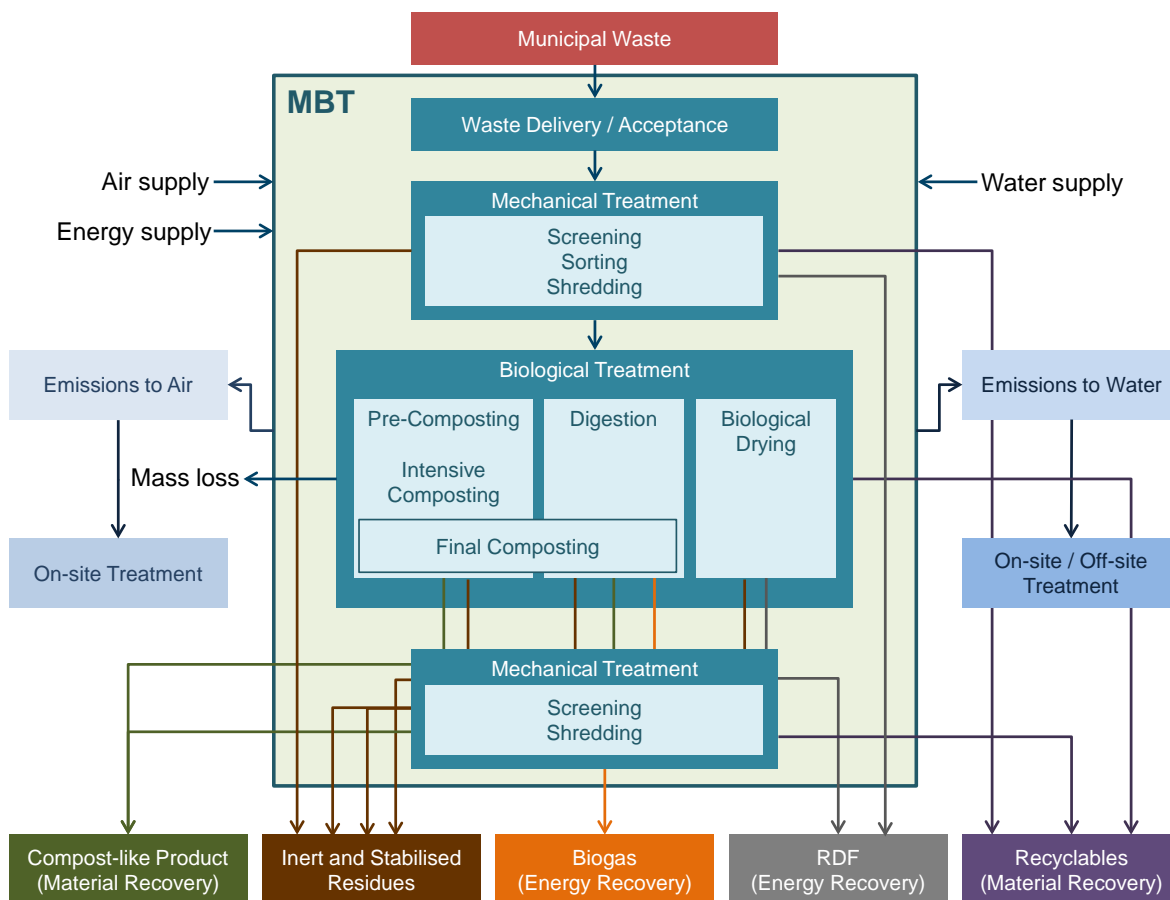 Municipal Waste
MBT
Waste Delivery / Acceptance
Air supply
Water supply
Energy supply
Mechanical Treatment
Screening
Sorting
Shredding
Emissions to Air
Biological Treatment
Emissions to Water
Pre-Composting
Intensive
Composting
Digestion
Biological
Drying
Mass loss
Final Composting
On-site Treatment
On-site / Off-site
Treatment
Mechanical Treatment
Screening
Shredding
Compost-like Product
(Material Recovery)
Inert and Stabilised
Residues
Biogas
(Energy Recovery)
RDF
(Energy Recovery)
Recyclables
(Material Recovery)